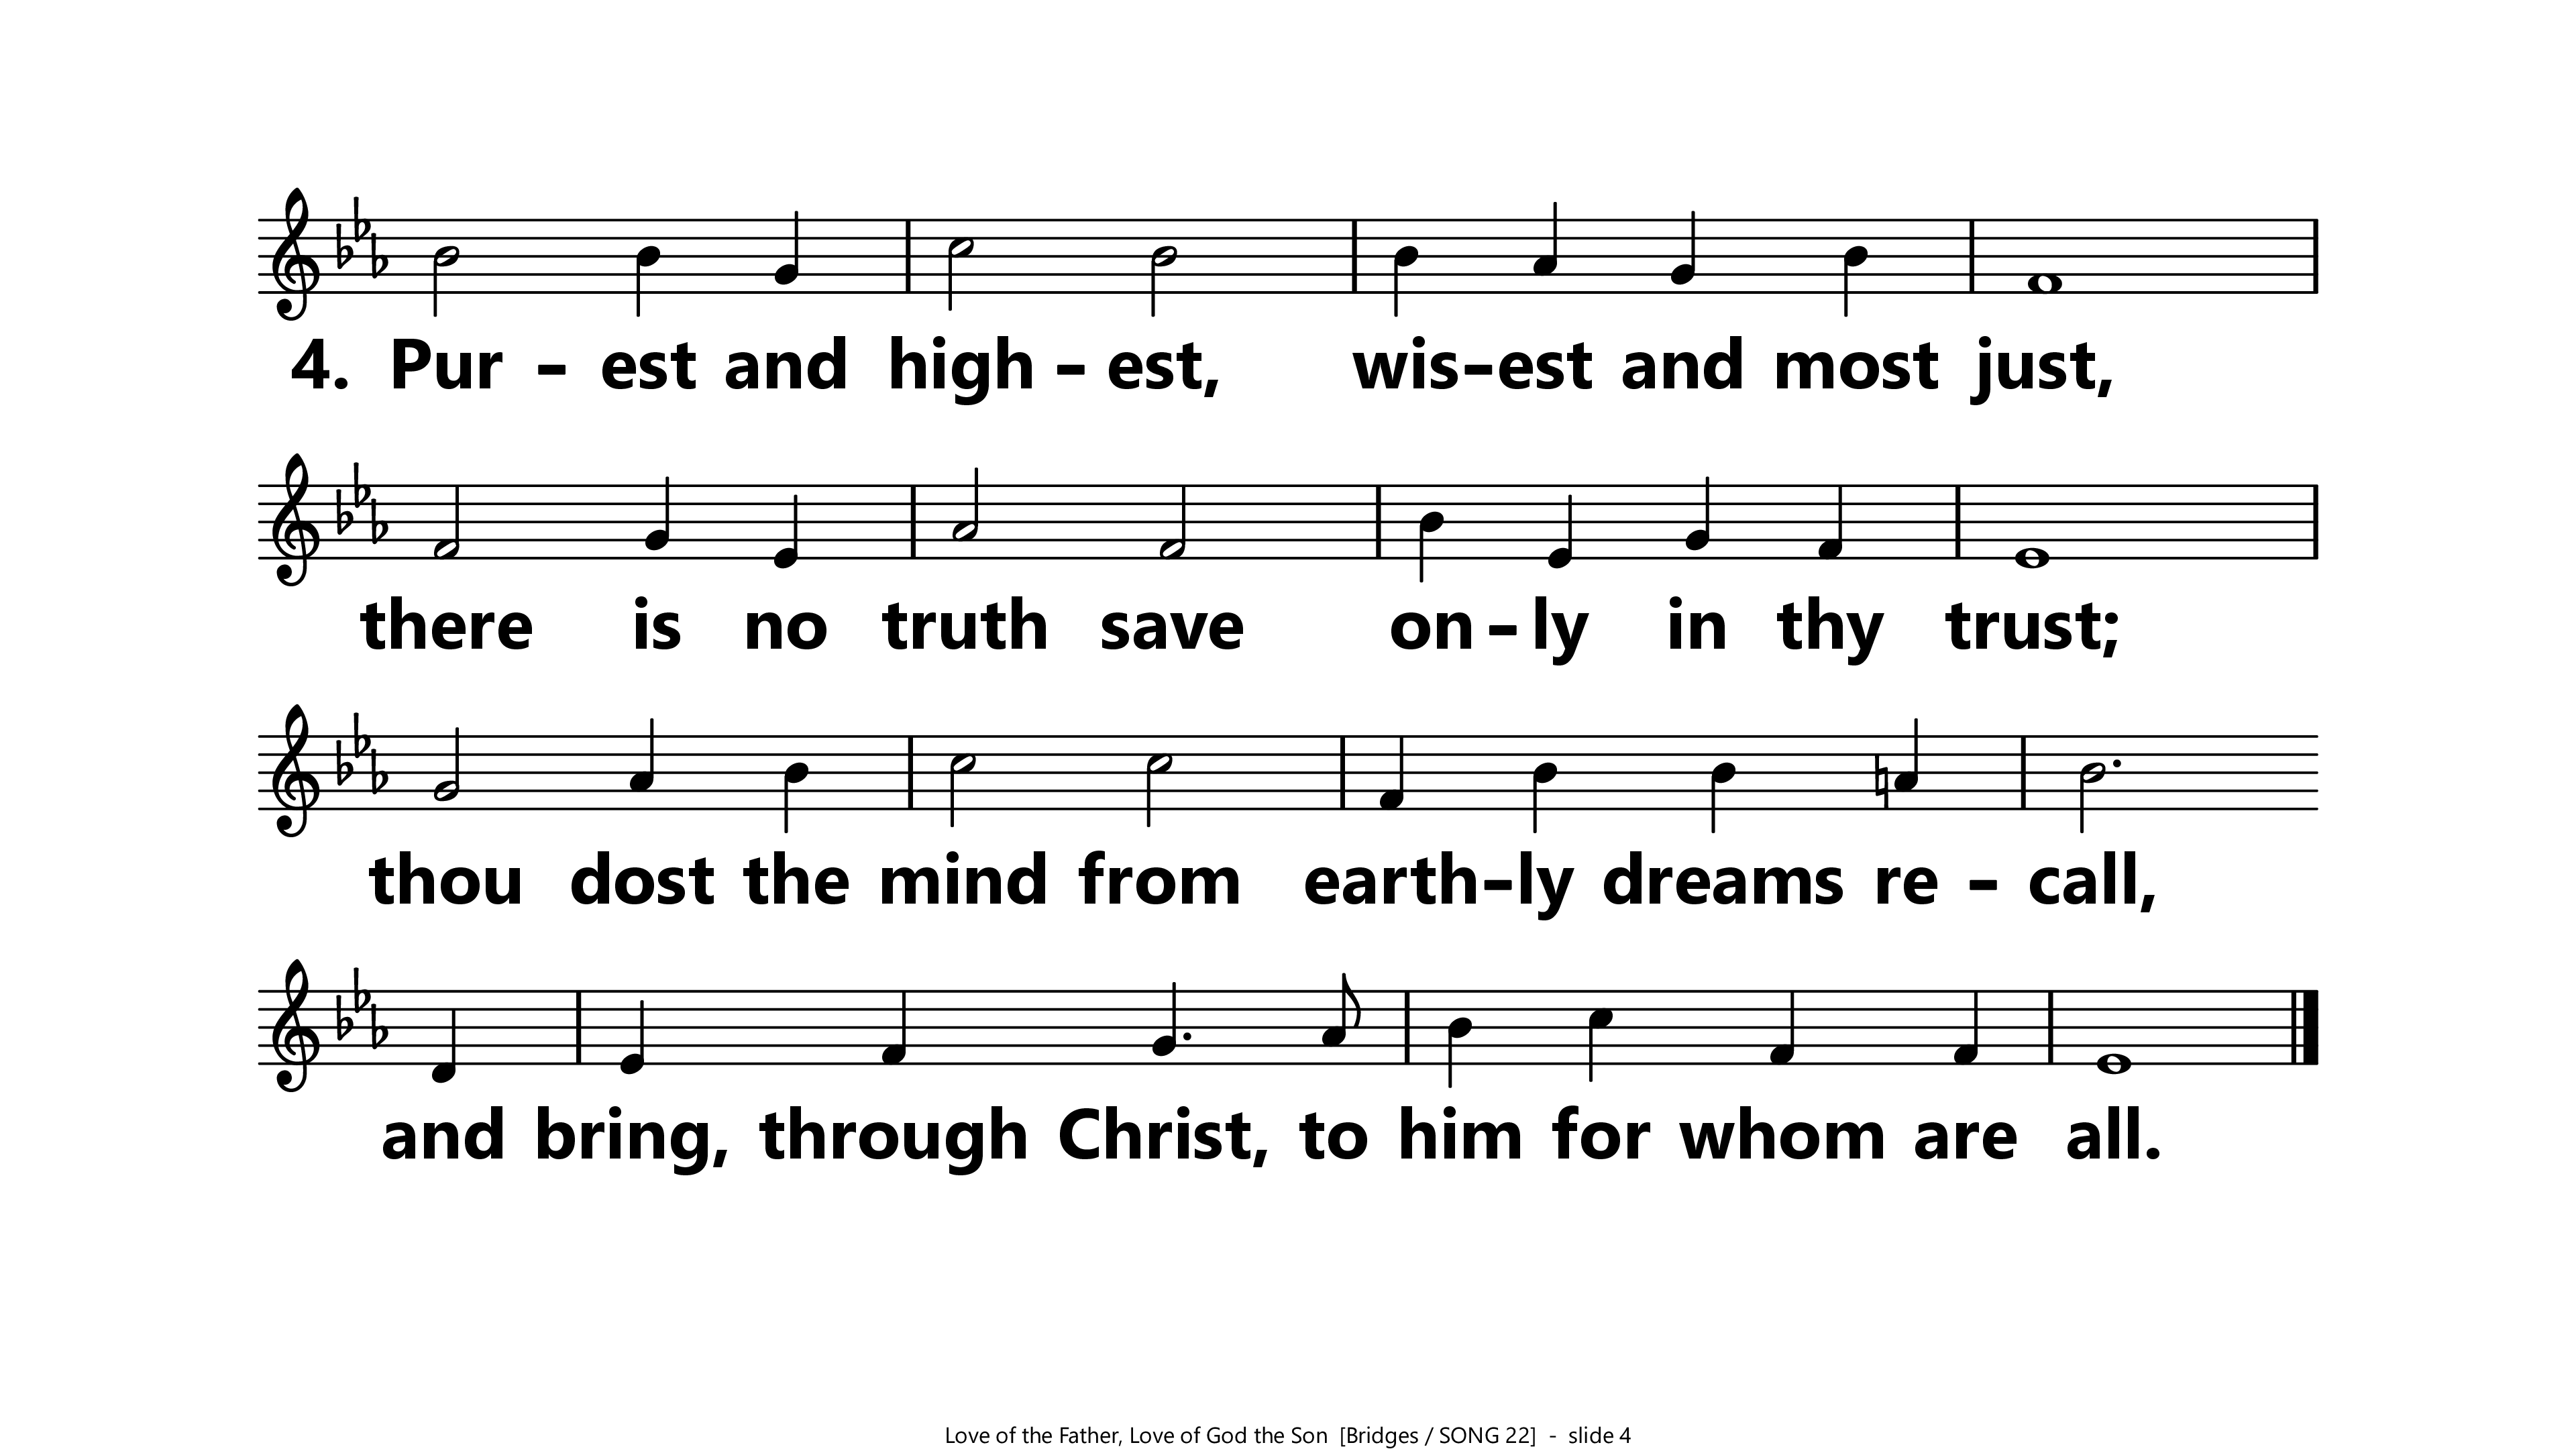 4. Pur - est and high - est, wis-est and most just,
there is no truth save on - ly in thy trust;
thou dost the mind from earth-ly dreams re - call,
and bring, through Christ, to him for whom are all.
Love of the Father, Love of God the Son [Bridges / SONG 22] - slide 4